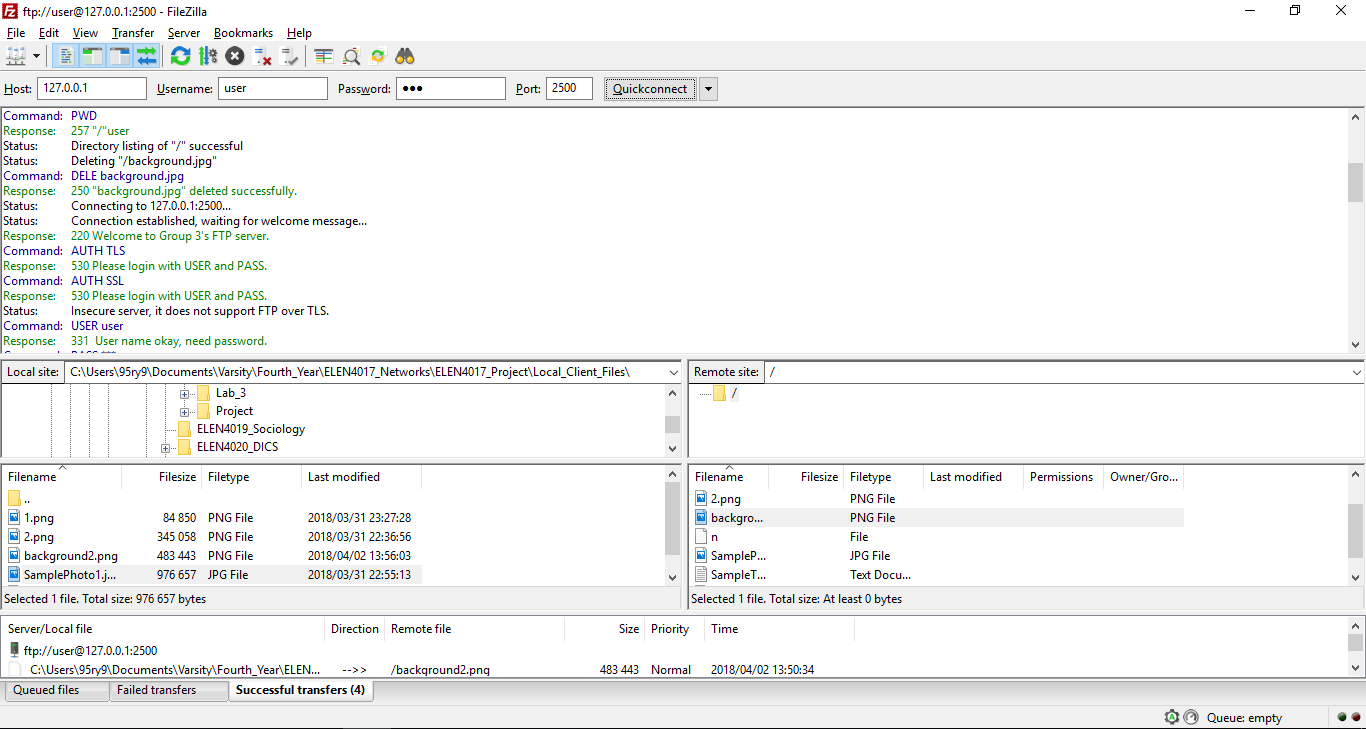 ftp://user@127.0.0.1:2500 - FileZilla
File Edit View Transfer Server Bookmarks Help
Host: 127.0.0.1 Username: user Password: ●●● Port: 2500 Quickconnect
Command: PWD
Response: 257 "/"user
Status: Directory listing of "/" successful
Status: Deleting "/background.jpg"
Command: DELE background.jpg
Response: 250 "background.jpg" deleted successfully.
Status: Connecting to 127.0.0.1:2500...
Status: Connection established, waiting for welcome message...
Response: 220 Welcome to Group 3's FTP server.
Command: AUTH TLS
Response: 530 Please login with USER and PASS.
Command: AUTH SSL
Response: 530 Please login with USER and PASS.
Status: Insecure server, it does not support FTP over TLS.
Command: USER user
Response: 331 User name okay, need password.
Command: PASS ***
Local site: C:\Users\95ry9\Documents\Varsity\Fourth_Year\ELEN4017_Networks\ELEN4017_Project\Local_Client_Files\
Lab_3
Project
ELEN4019_Sociology
ELEN4020_DICS
Remote site: /
/
Filename Filesize Filetype Last modified
..
1.png 84 850 PNG File 2018/03/31 23:27:28
2.png 345 058 PNG File 2018/03/31 22:36:56
background2.png 483 443 PNG File 2018/04/02 13:56:03
SamplePhoto1.j... 976 657 JPG File 2018/03/31 22:55:13
Selected 1 file. Total size: 976 657 bytes
Filename Filesize Filetype Last modified Permissions Owner/Gro...
2.png PNG File
backgro... PNG File
n File
SampleP... JPG File
SampleT... Text Docu...
Selected 1 file. Total size: At least 0 bytes
Server/Local file Direction Remote file Size Priority Time
ftp://user@127.0.0.1:2500
C:\Users\95ry9\Documents\Varsity\Fourth_Year\ELEN... -->> /background2.png 483 443 Normal 2018/04/02 13:50:34
Queued files Failed transfers Successful transfers (4)
Queue: empty